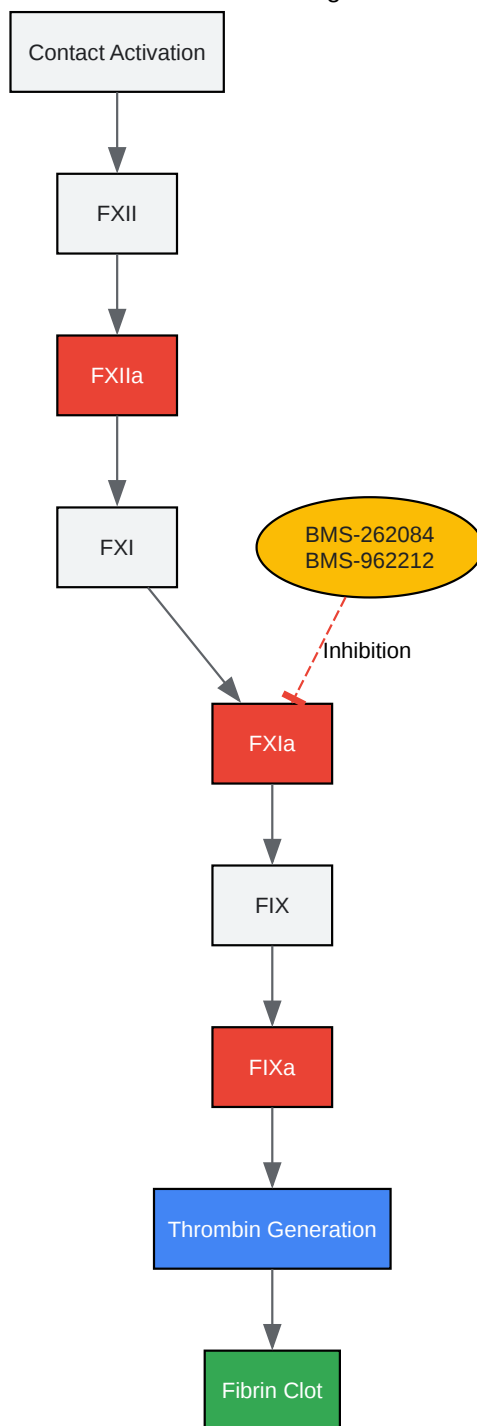 Contact Activation
FXII
FXIIa
FXI
BMS-262084
BMS-962212
Inhibition
FXIa
FIX
FIXa
Thrombin Generation
Fibrin Clot